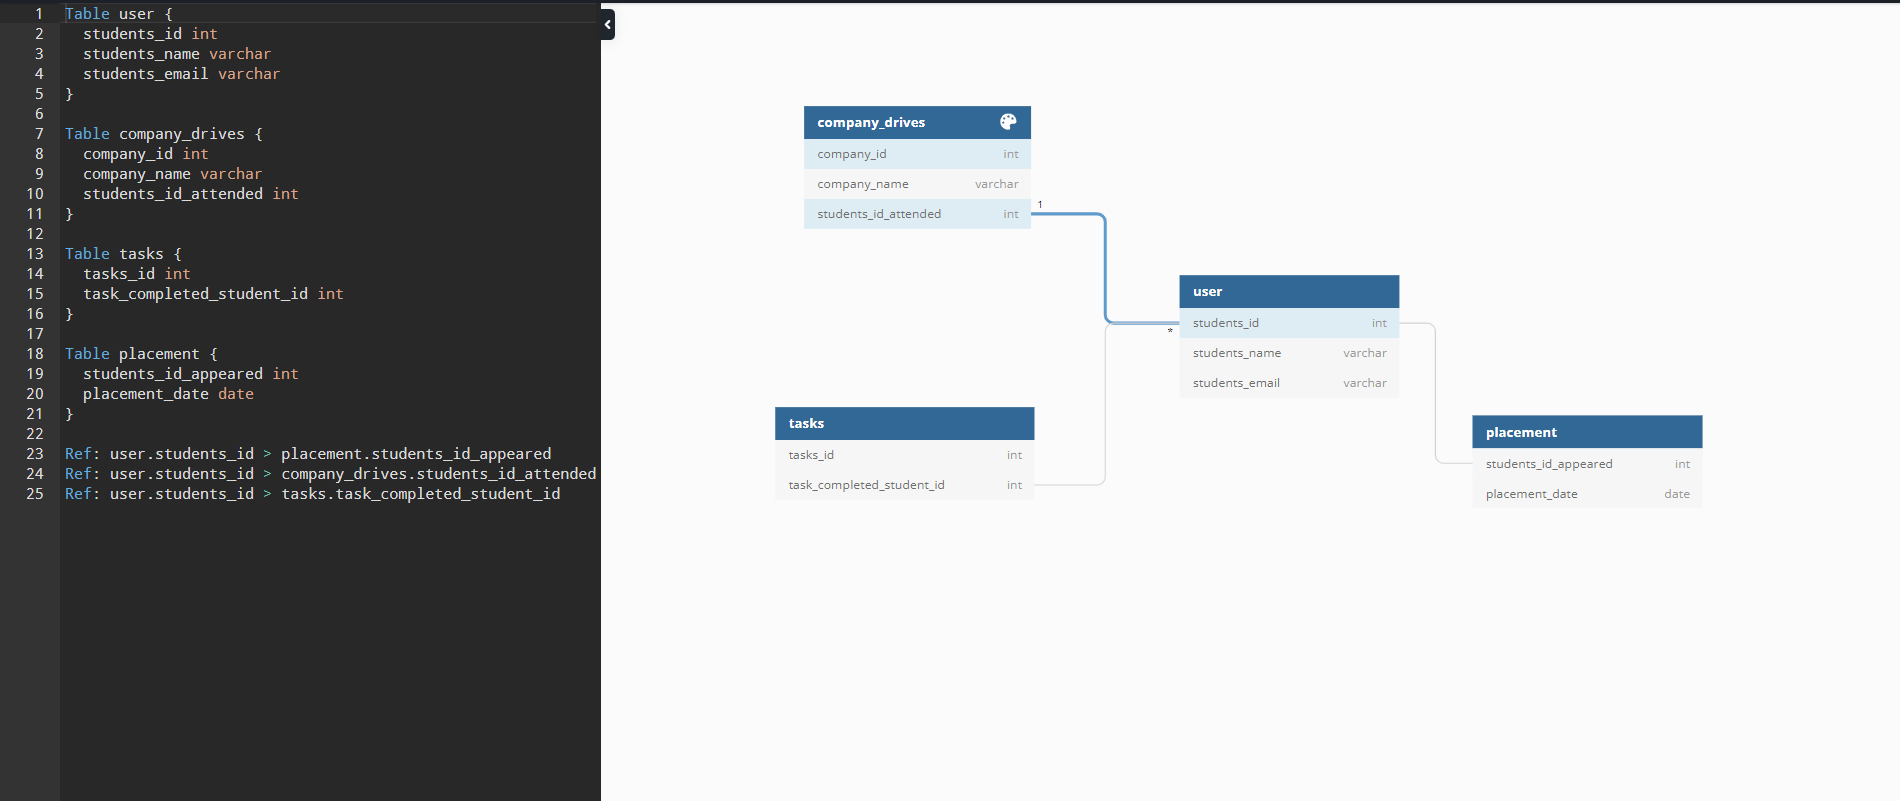 1 Table user {
2 students_id int
3 students_name varchar
4 students_email varchar
5 }
6
7 Table company_drives {
8 company_id int
9 company_name varchar
10 students_id_attended int
11 }
12
13 Table tasks {
14 tasks_id int
15 task_completed_student_id int
16 }
17
18 Table placement {
19 students_id_appeared int
20 placement_date date
21 }
22
23 Ref: user.students_id > placement.students_id_appeared
24 Ref: user.students_id > company_drives.students_id_attended
25 Ref: user.students_id > tasks.task_completed_student_id
company_drives
company_id int
company_name varchar
students_id_attended int
1
*
user
students_id int
students_name varchar
students_email varchar
tasks
tasks_id int
task_completed_student_id int
placement
students_id_appeared int
placement_date date